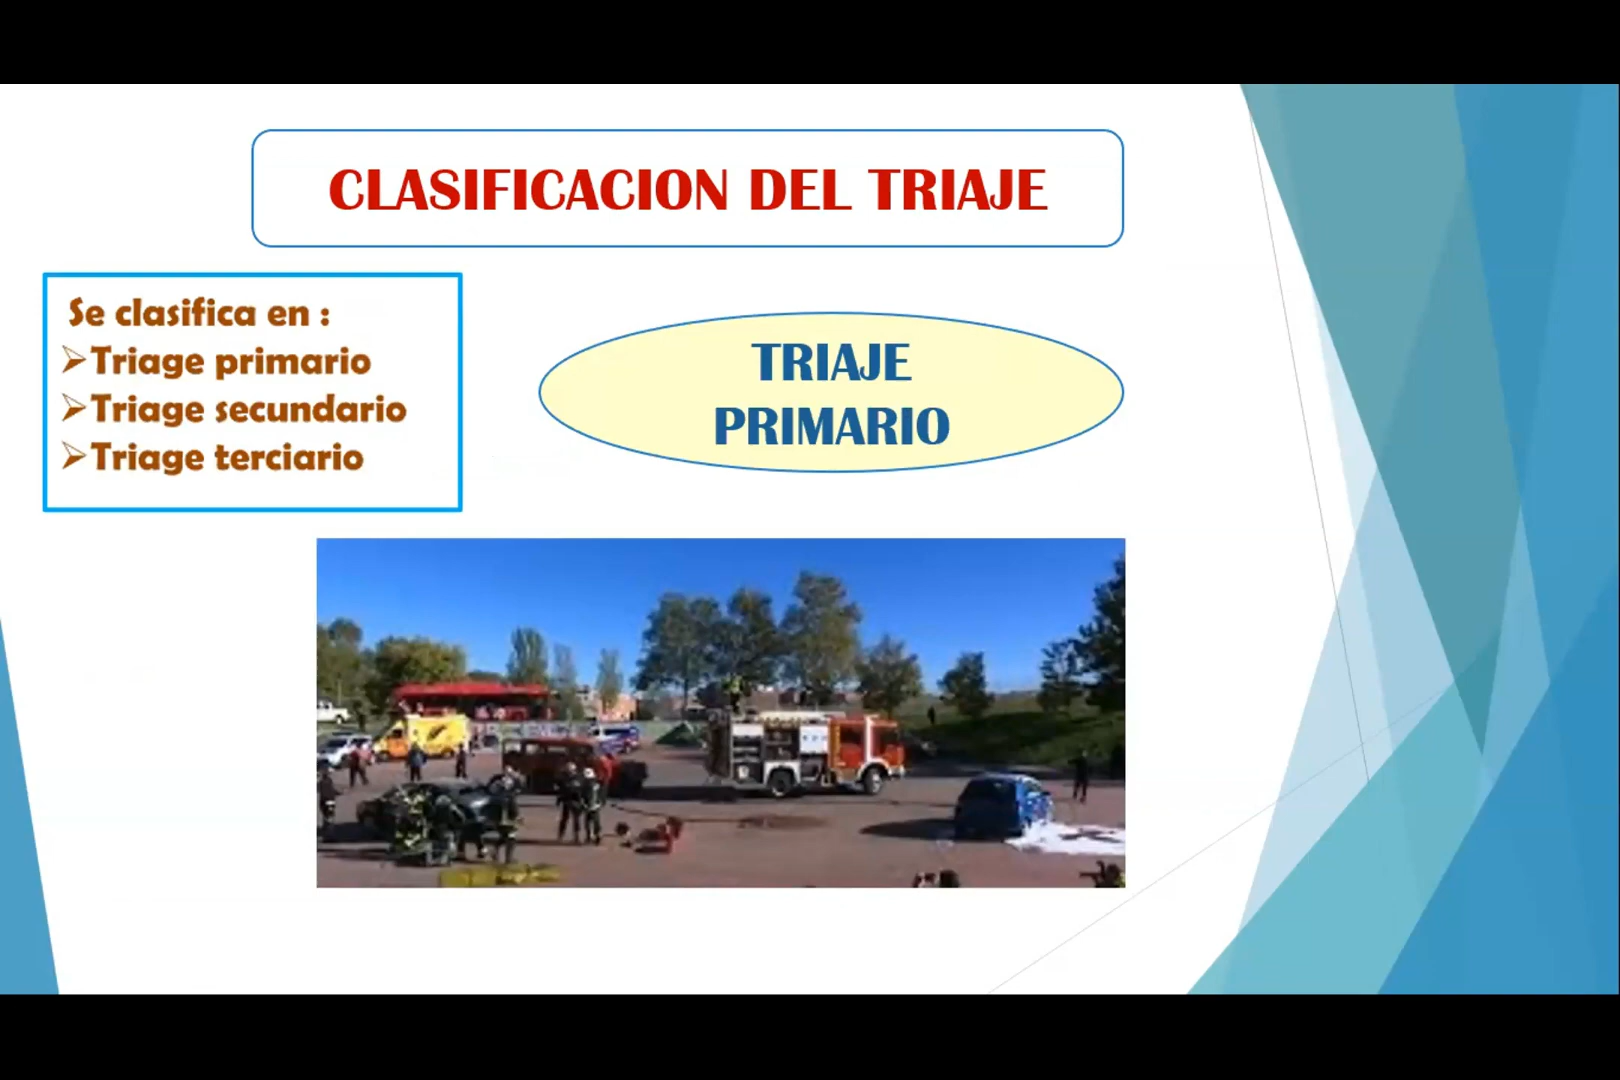 CLASIFICACION DEL TRIAJE
Se clasifica en :
Triage primario
Triage secundario
Triage terciario
TRIAJE
PRIMARIO